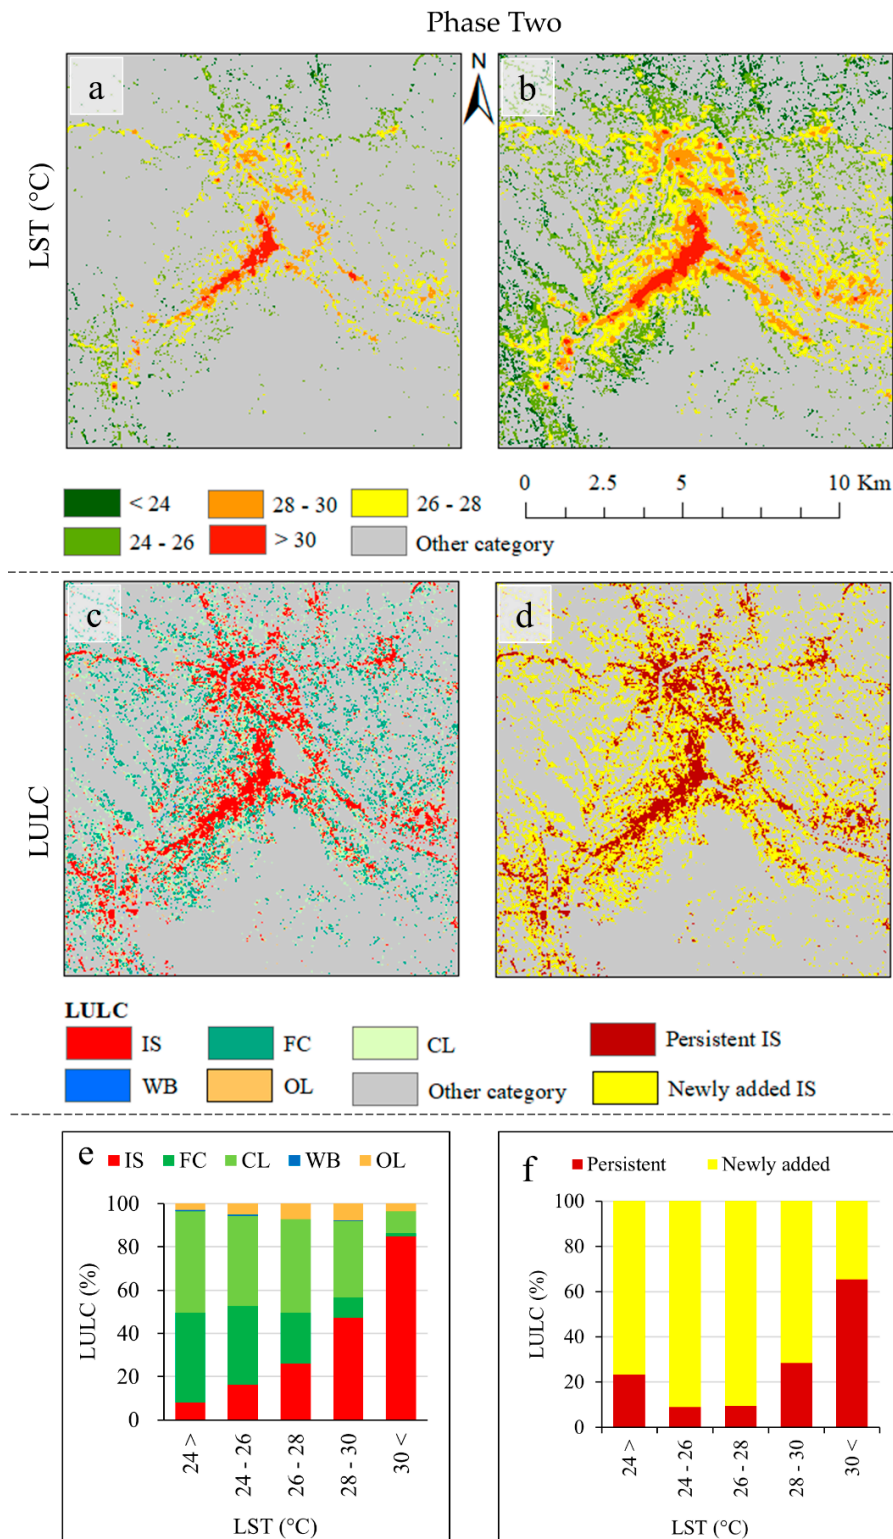 Phase Two
a
N
b
LST (°C)
< 24
28 - 30
26 - 28
24 - 26
> 30
Other category
0
2.5
5
10 Km
c
d
LULC
LULC
IS
FC
CL
Persistent IS
WB
OL
Other category
Newly added IS
e
IS
FC
CL
WB
OL
100
80
60
40
20
0
LULC (%)
24 >
24 - 26
26 - 28
28 - 30
30 <
LST (°C)
f
Persistent
Newly added
100
80
60
40
20
0
LULC (%)
24 >
24 - 26
26 - 28
28 - 30
30 <
LST (°C)